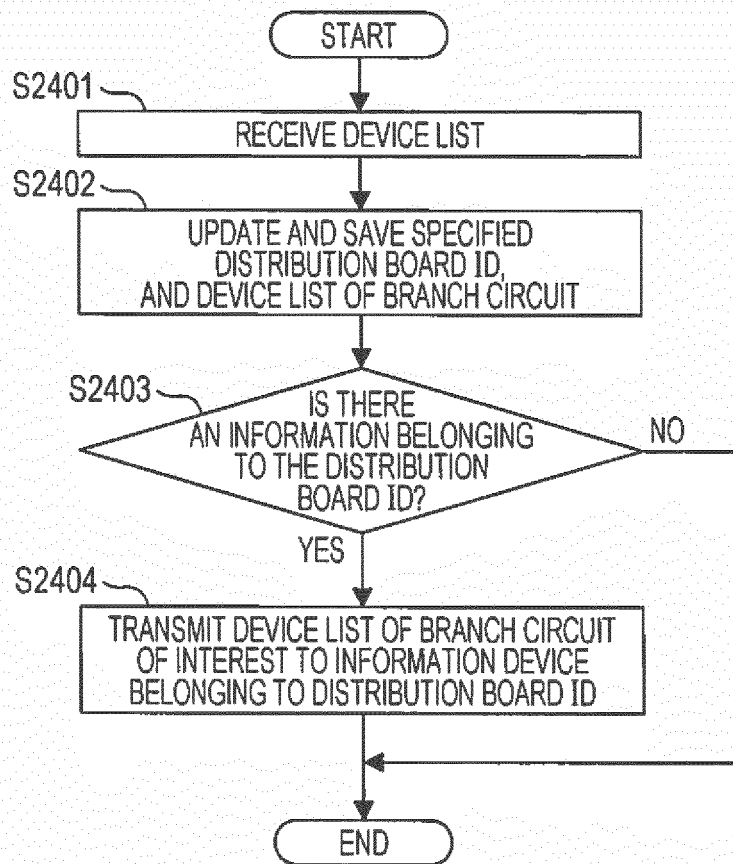 START
S2401
RECEIVE DEVICE LIST
S2402
UPDATE AND SAVE SPECIFIED
DISTRIBUTION BOARD ID,
AND DEVICE LIST OF BRANCH CIRCUIT
S2403
IS THERE
AN INFORMATION BELONGING
TO THE DISTRIBUTION
BOARD ID?
NO
YES
S2404
TRANSMIT DEVICE LIST OF BRANCH CIRCUIT
OF INTEREST TO INFORMATION DEVICE
BELONGING TO DISTRIBUTION BOARD ID
END